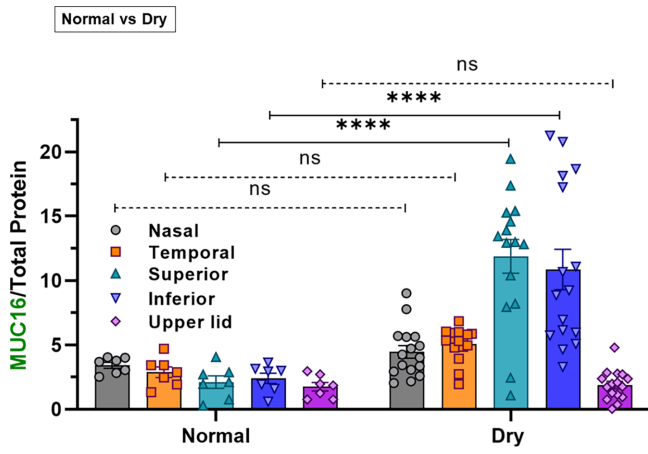 Normal vs Dry
ns
****
****
ns
ns
MUC16/Total Protein
20
15
10
5
0
Nasal
Temporal
Superior
Inferior
Upper lid
Normal
Dry